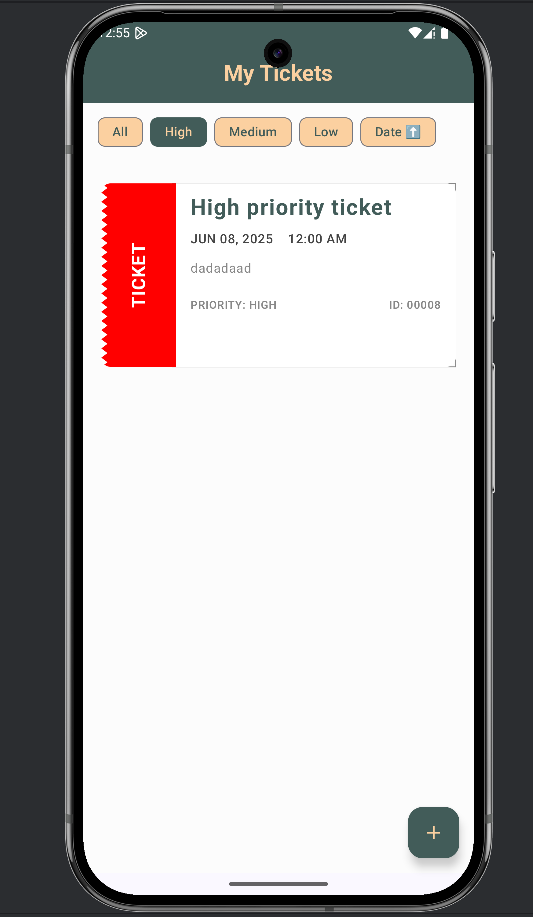 12:55
My Tickets
All High Medium Low Date ⬆️
High priority ticket
JUN 08, 2025 12:00 AM
dadadaad
PRIORITY: HIGH ID: 00008
TICKET
+